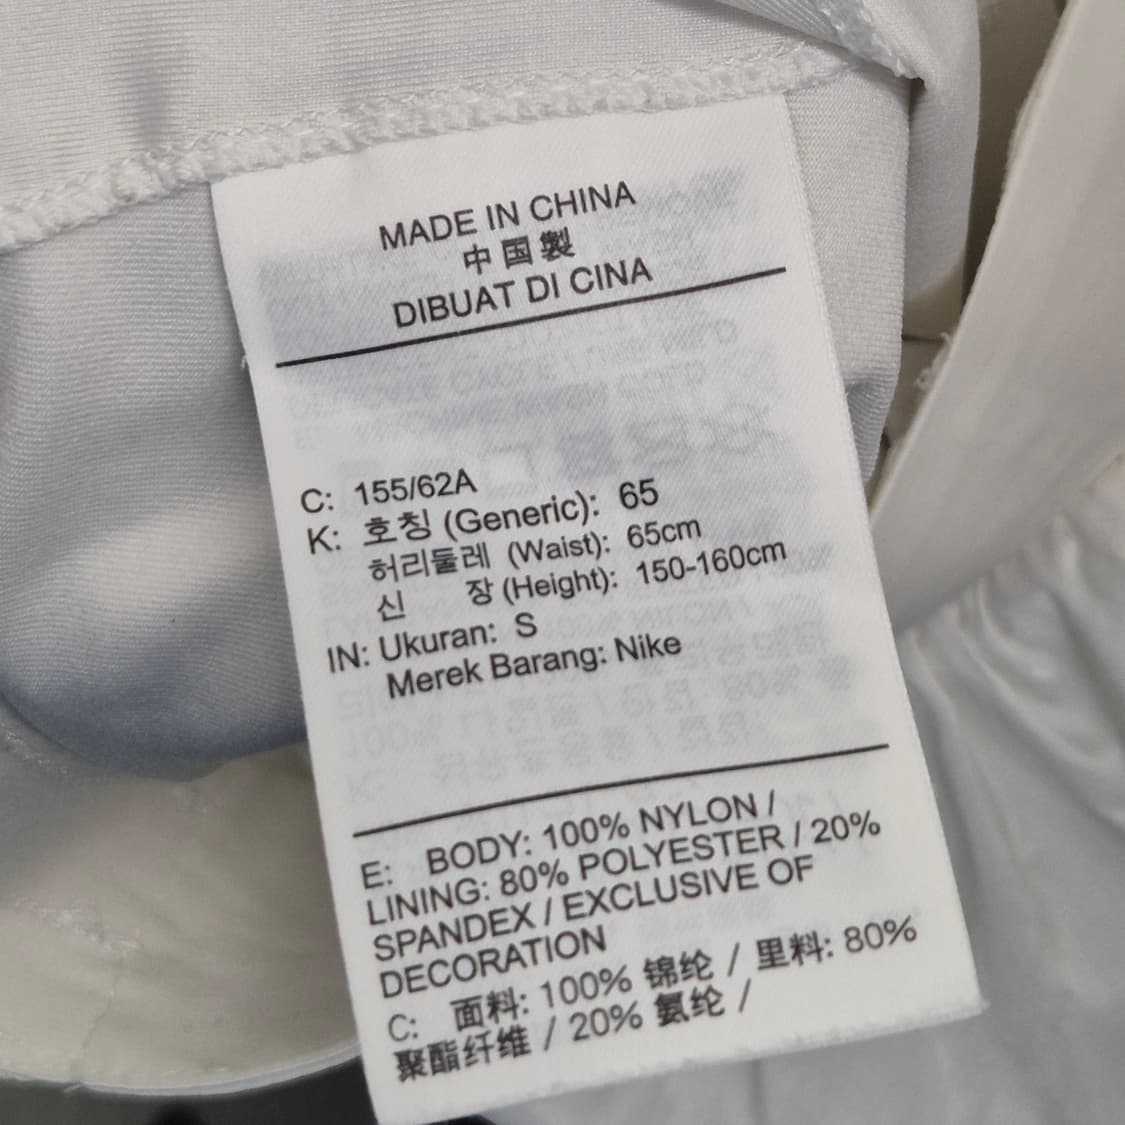 MADE IN CHINA
中国製
DIBUAT DI CINA
C: 155/62A
K: 호칭 (Generic): 65
허리둘레 (Waist): 65cm
신 장 (Height): 150-160cm
IN: Ukuran: S
Merek Barang: Nike
E: BODY: 100% NYLON /
LINING: 80% POLYESTER / 20%
SPANDEX / EXCLUSIVE OF
DECORATION
C: 面料: 100% 锦纶 / 里料: 80%
聚酯纤维 / 20% 氨纶 /